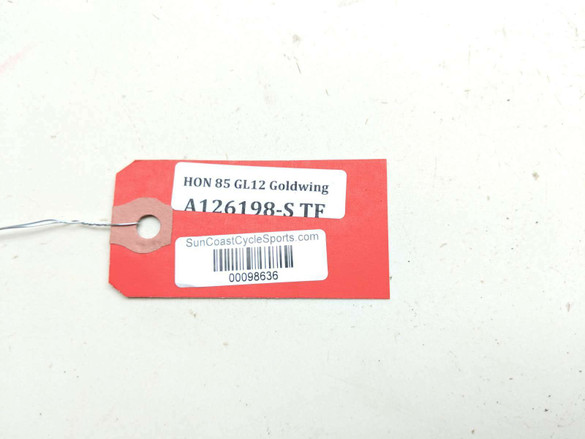 HON 85 GL12 Goldwing
A126198-S TF
SunCoastCycleSports.com
00098636